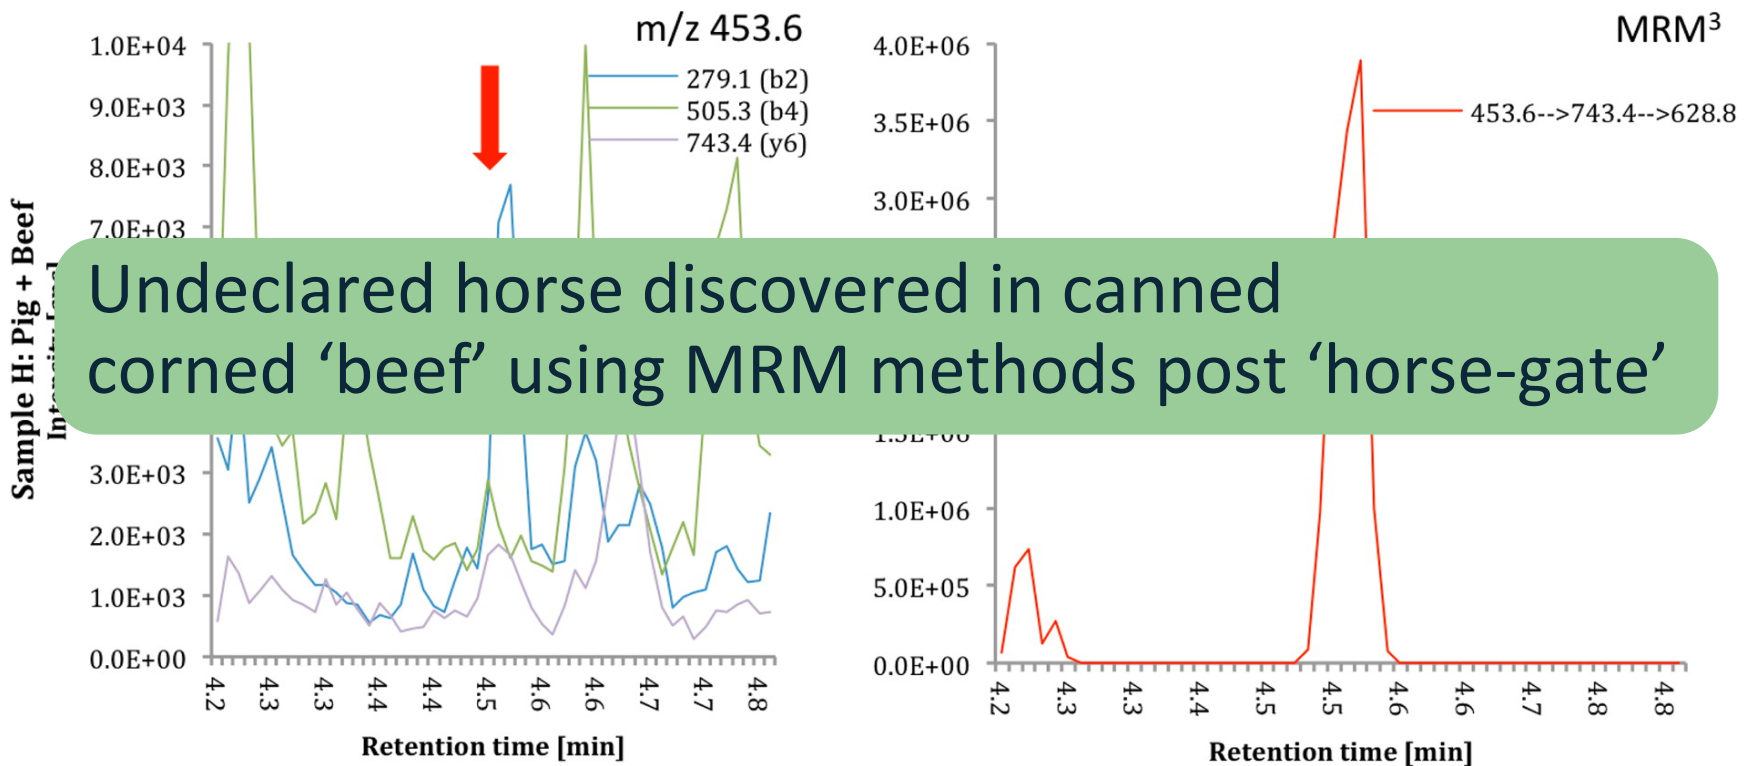 m/z 453.6
MRM³
1.0E+04
9.0E+03
8.0E+03
7.0E+03
3.0E+03
2.0E+03
1.0E+03
0.0E+00
279.1 (b2)
505.3 (b4)
743.4 (y6)
Sample H: Pig + Beef
4.2 4.3 4.3 4.4 4.4 4.5 4.6 4.6 4.7 4.7 4.8
Retention time [min]
Undeclared horse discovered in canned
corned ‘beef’ using MRM methods post ‘horse-gate’
4.0E+06
3.5E+06
3.0E+06
1.0E+06
5.0E+05
0.0E+00
453.6-->743.4-->628.8
4.2 4.3 4.3 4.4 4.5 4.5 4.6 4.6 4.7 4.8 4.8
Retention time [min]